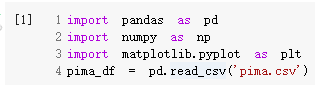 [1] 1 import pandas as pd
2 import numpy as np
3 import matplotlib.pyplot as plt
4 pima_df = pd.read_csv('pima.csv')